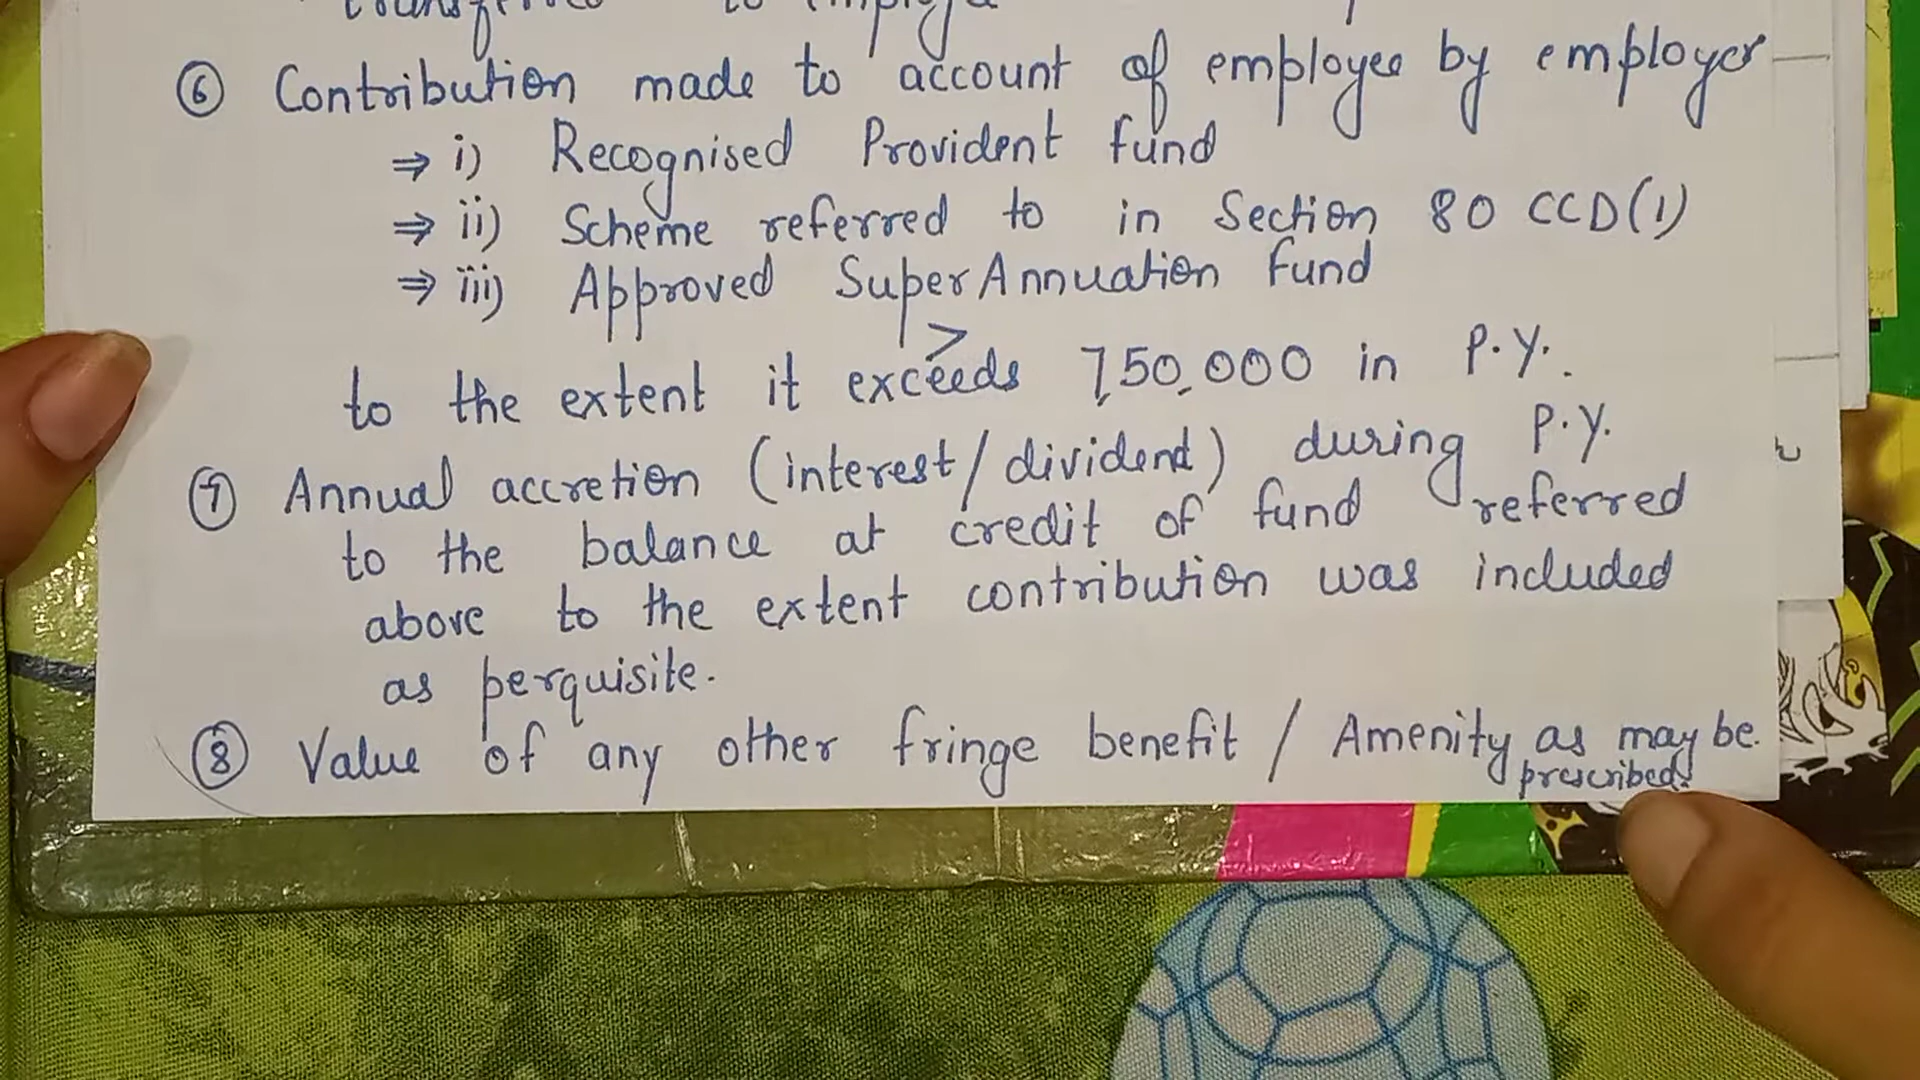 ⑥ Contribution made to account of employee by employer
⇒ i) Recognised Provident fund
⇒ ii) Scheme referred to in Section 80 CCD(1)
⇒ iii) Approved SuperAnnuation fund
>
to the extent it exceeds 7,50,000 in P.Y.
⑦ Annual accretion (interest/dividend) during P.Y.
to the balance at credit of fund referred
above to the extent contribution was included
as perquisite.
⑧ Value of any other fringe benefit / Amenity as may be.
prescribed.